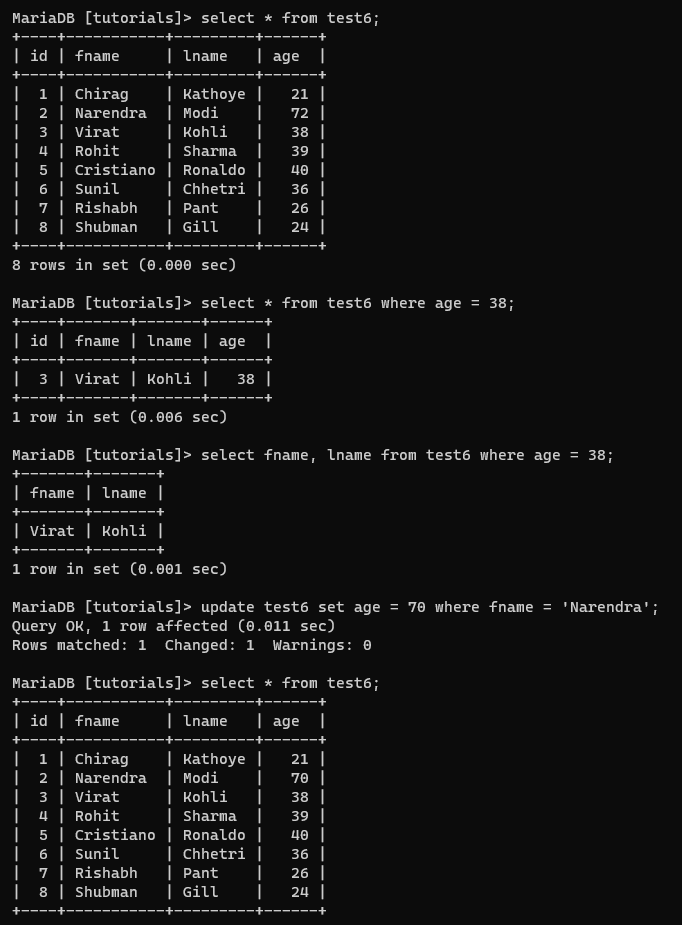 MariaDB [tutorials]> select * from test6;
+----+-----------+---------+------+
| id | fname     | lname   | age  |
+----+-----------+---------+------+
|  1 | Chirag    | Kathoye |   21 |
|  2 | Narendra  | Modi    |   72 |
|  3 | Virat     | Kohli   |   38 |
|  4 | Rohit     | Sharma  |   39 |
|  5 | Cristiano | Ronaldo |   40 |
|  6 | Sunil     | Chhetri |   36 |
|  7 | Rishabh   | Pant    |   26 |
|  8 | Shubman   | Gill    |   24 |
+----+-----------+---------+------+
8 rows in set (0.000 sec)

MariaDB [tutorials]> select * from test6 where age = 38;
+----+-------+-------+------+
| id | fname | lname | age  |
+----+-------+-------+------+
|  3 | Virat | Kohli |   38 |
+----+-------+-------+------+
1 row in set (0.006 sec)

MariaDB [tutorials]> select fname, lname from test6 where age = 38;
+-------+-------+
| fname | lname |
+-------+-------+
| Virat | Kohli |
+-------+-------+
1 row in set (0.001 sec)

MariaDB [tutorials]> update test6 set age = 70 where fname = 'Narendra';
Query OK, 1 row affected (0.011 sec)
Rows matched: 1  Changed: 1  Warnings: 0

MariaDB [tutorials]> select * from test6;
+----+-----------+---------+------+
| id | fname     | lname   | age  |
+----+-----------+---------+------+
|  1 | Chirag    | Kathoye |   21 |
|  2 | Narendra  | Modi    |   70 |
|  3 | Virat     | Kohli   |   38 |
|  4 | Rohit     | Sharma  |   39 |
|  5 | Cristiano | Ronaldo |   40 |
|  6 | Sunil     | Chhetri |   36 |
|  7 | Rishabh   | Pant    |   26 |
|  8 | Shubman   | Gill    |   24 |
+----+-----------+---------+------+